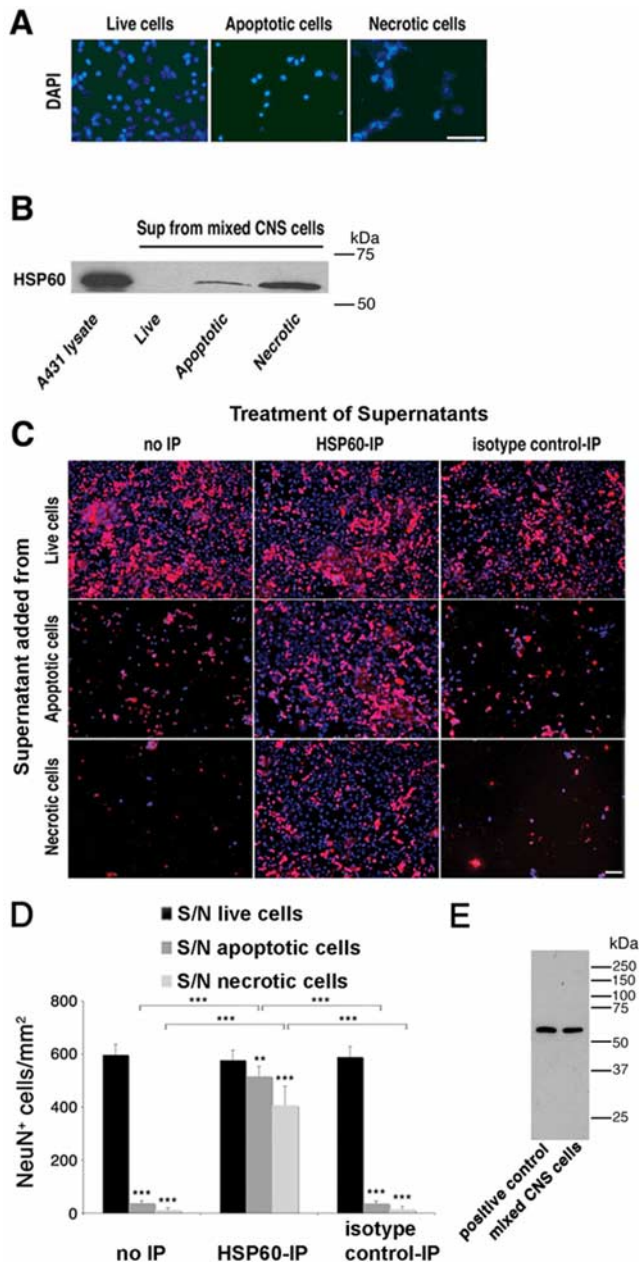 A
Live cells
Apoptotic cells
Necrotic cells
DAPI
B
Sup from mixed CNS cells
kDa
75
HSP60
50
A431 lysate
Live
Apoptotic
Necrotic
Treatment of Supernatants
C
no IP
HSP60-IP
isotype control-IP
Supernatant added from
Live cells
Apoptotic cells
Necrotic cells
D
S/N live cells
S/N apoptotic cells
S/N necrotic cells
NeuN⁺ cells/mm²
800
600
400
200
0
*** ***
*** ***
** ***
*** ***
*** ***
no IP
HSP60-IP
isotype
control-IP
E
kDa
250
150
100
75
50
37
25
positive control
mixed CNS cells